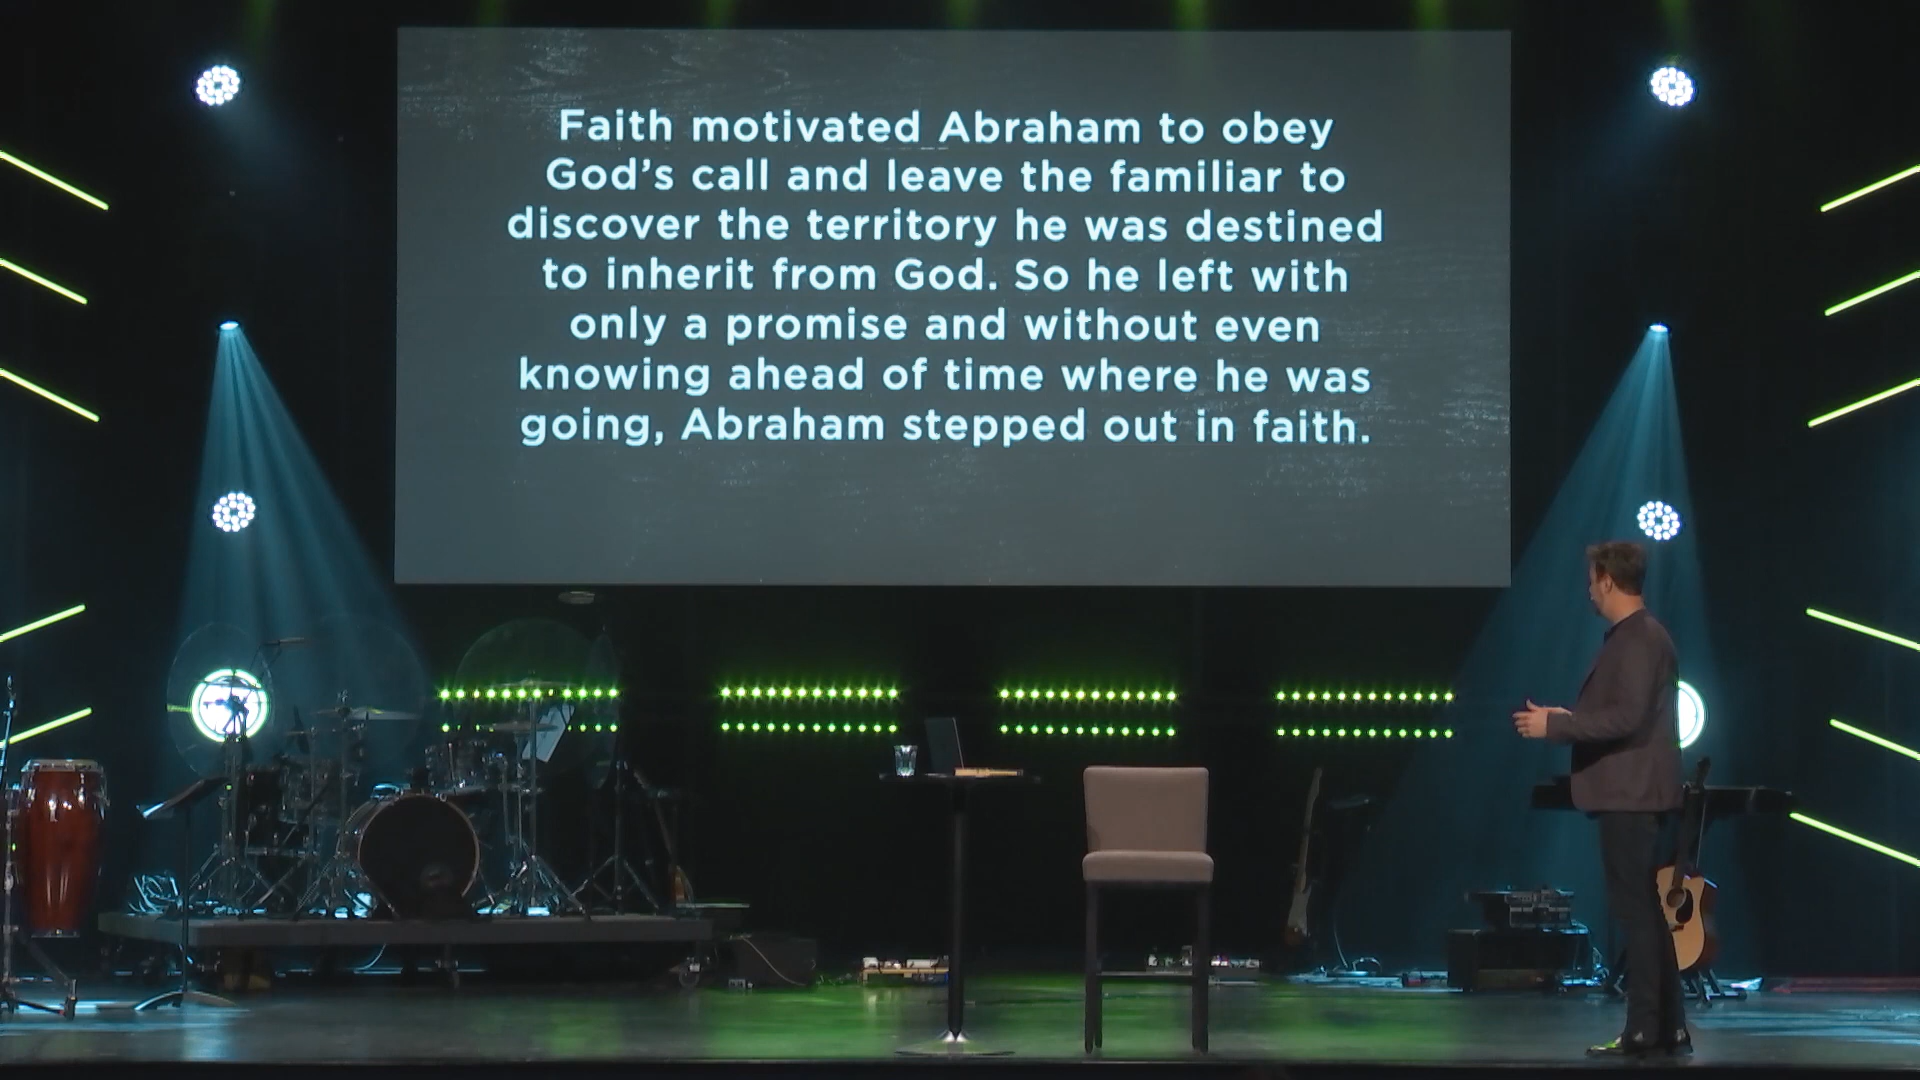 Faith motivated Abraham to obey
God’s call and leave the familiar to
discover the territory he was destined
to inherit from God. So he left with
only a promise and without even
knowing ahead of time where he was
going, Abraham stepped out in faith.